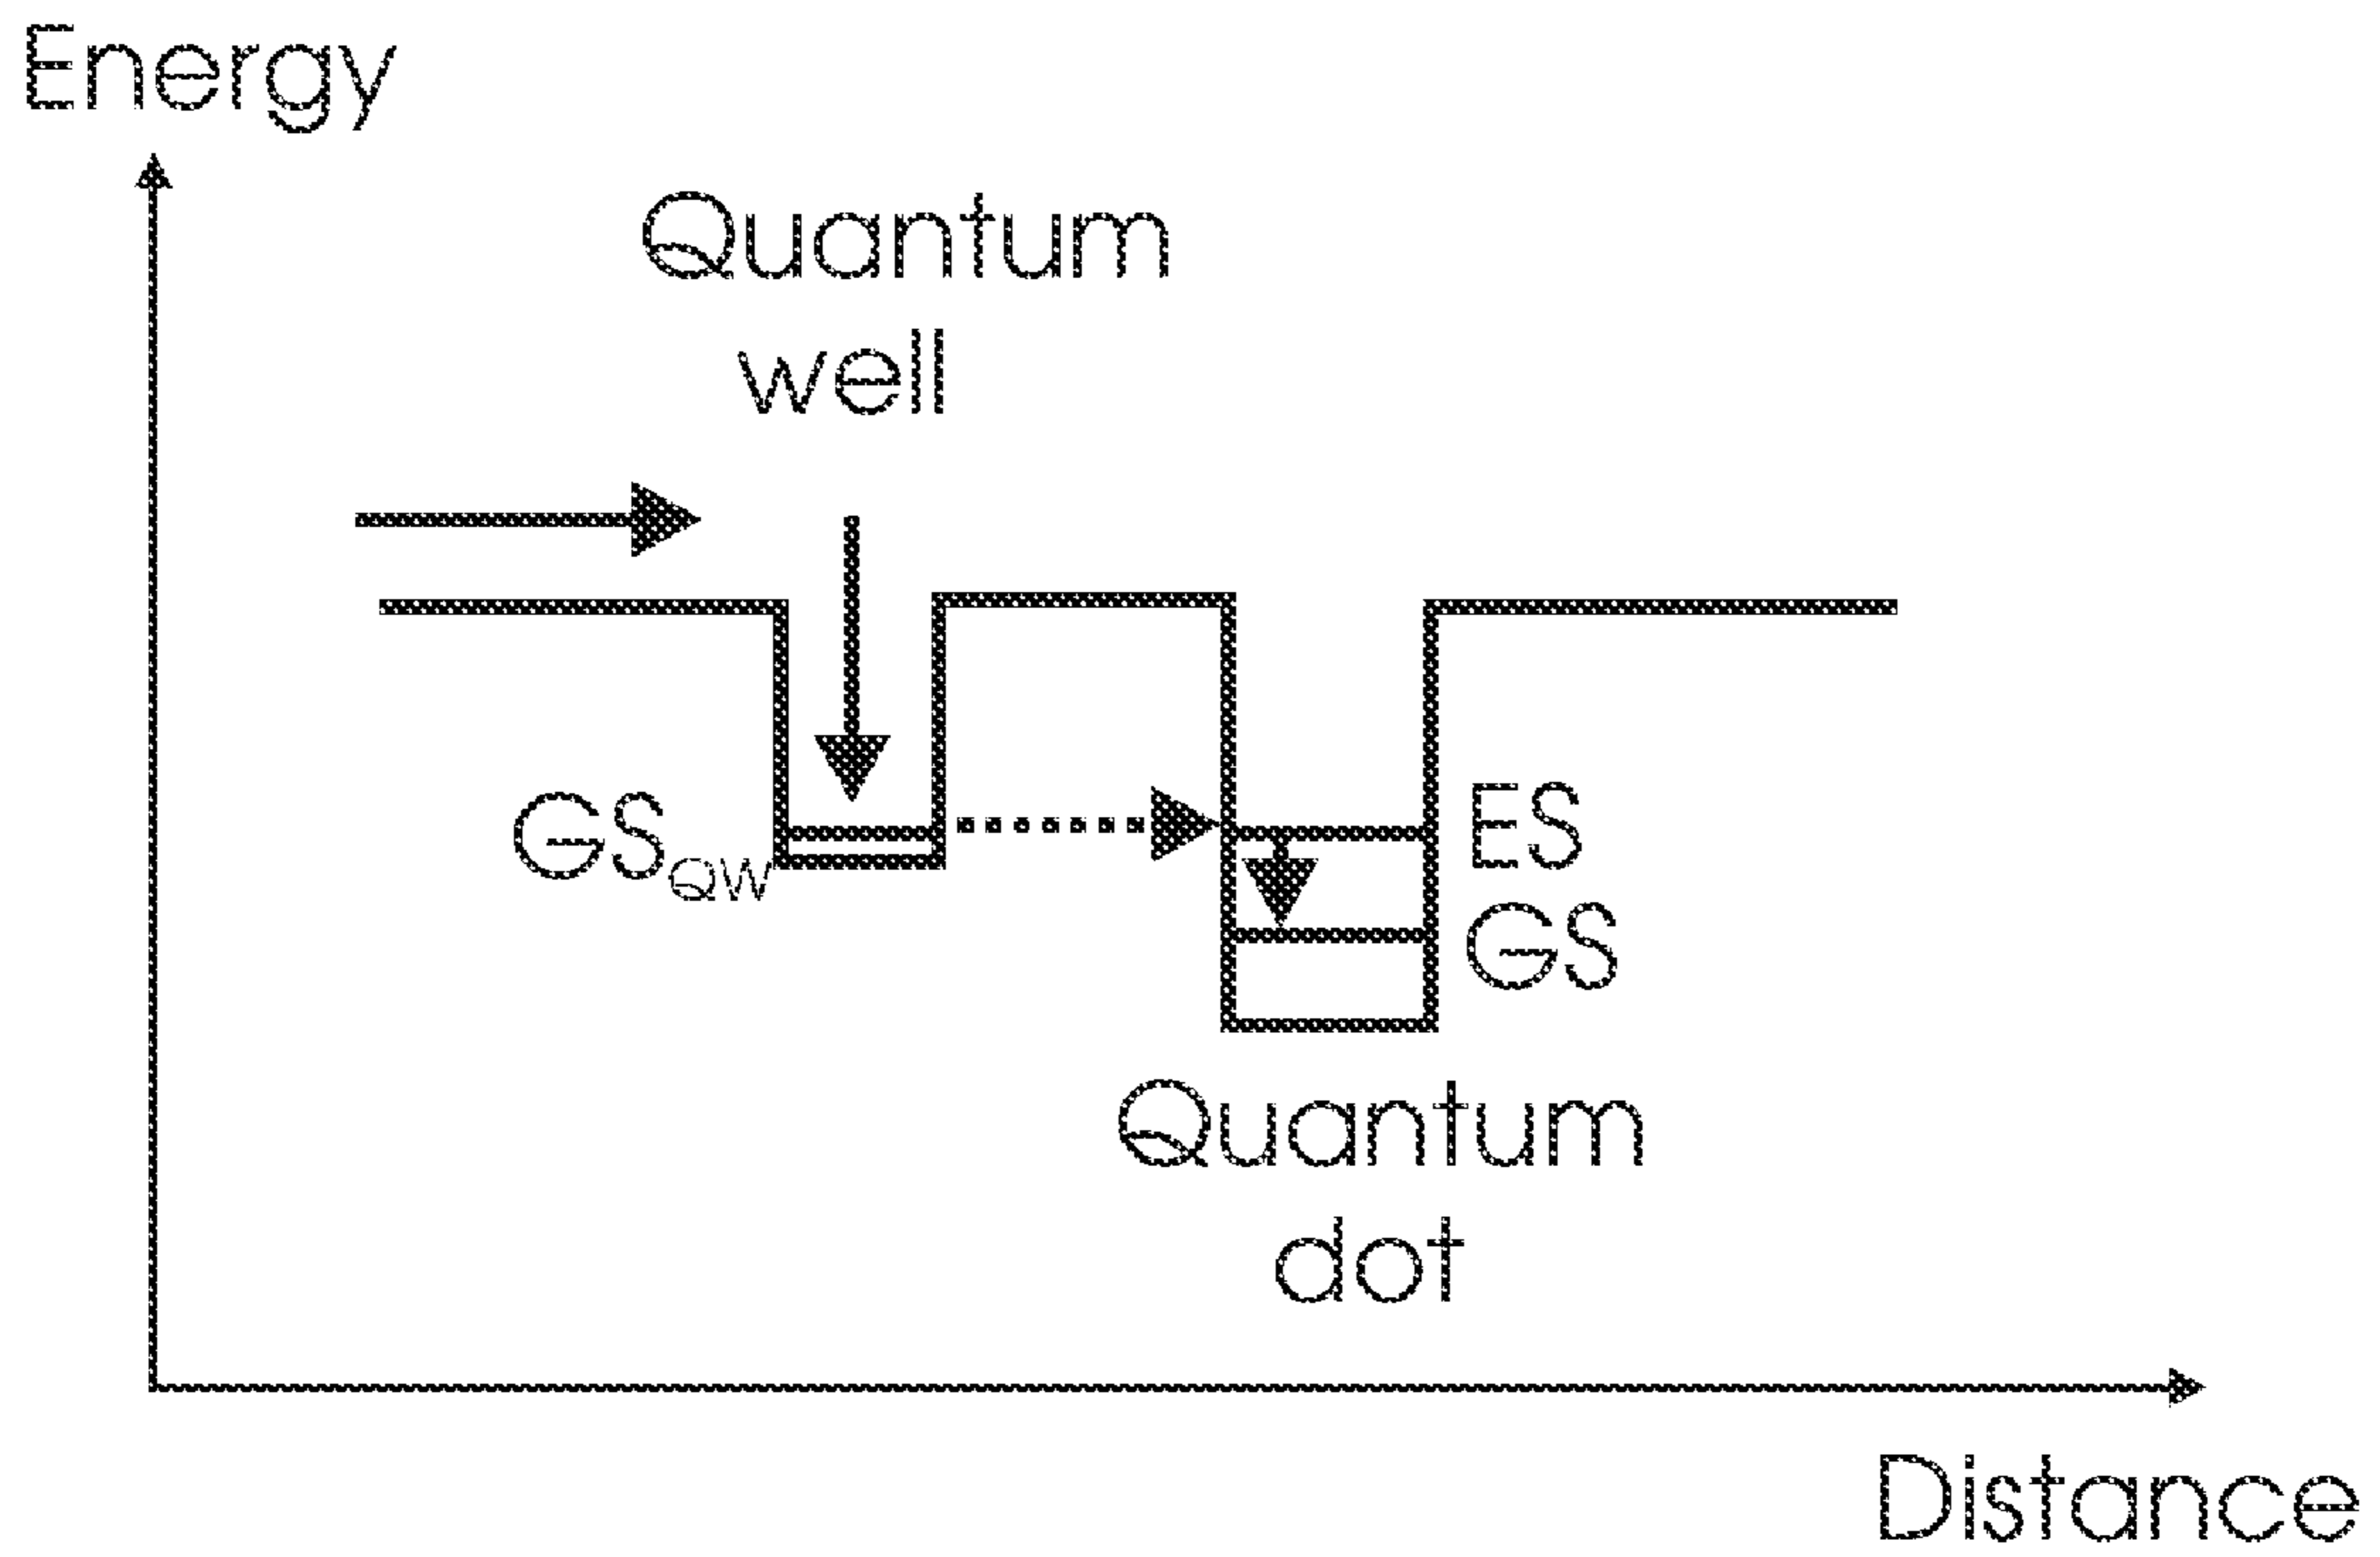 Energy
Quantum
well
GSQW
ES
GS
Quantum
dot
Distance